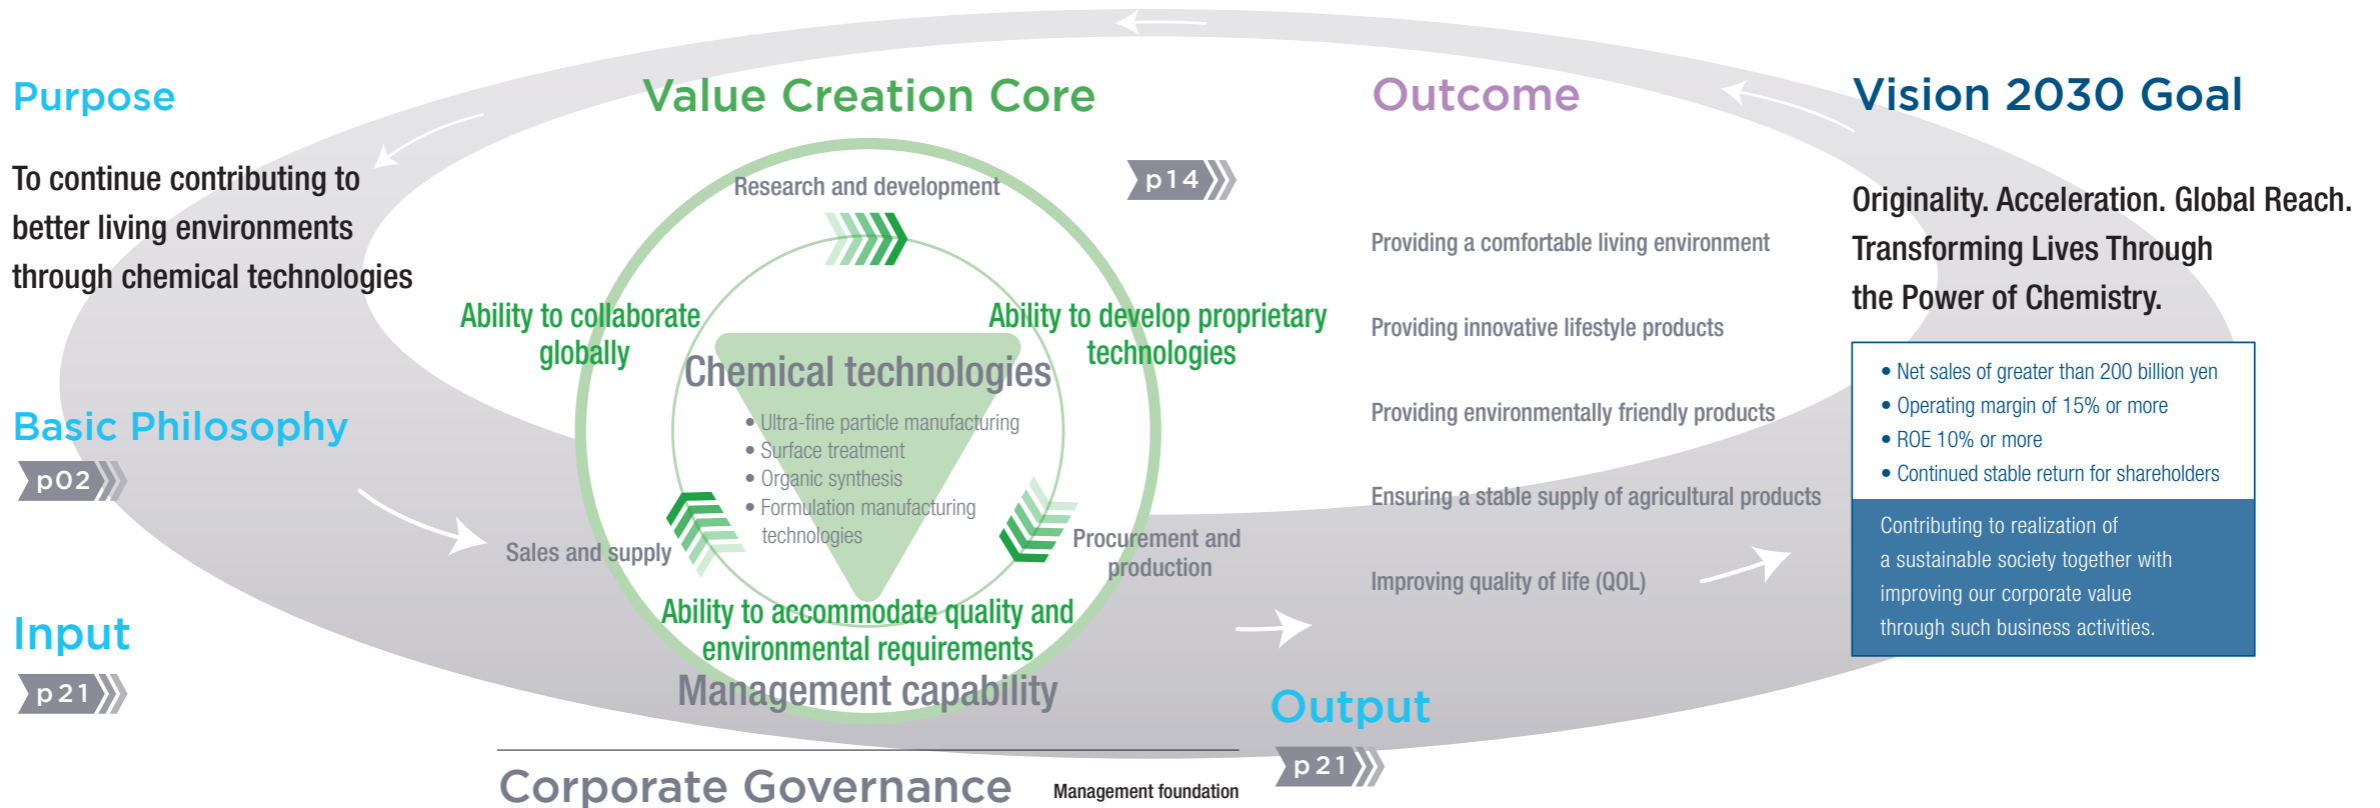 Purpose
To continue contributing to
better living environments
through chemical technologies
Basic Philosophy
p02
Input
p21
Value Creation Core
p14
Research and development
Ability to collaborate
globally
Ability to develop proprietary
technologies
Chemical technologies
• Ultra-fine particle manufacturing
• Surface treatment
• Organic synthesis
• Formulation manufacturing
technologies
Sales and supply
Procurement and
production
Ability to accommodate quality and
environmental requirements
Management capability
Corporate Governance
Management foundation
Output
p21
Outcome
Providing a comfortable living environment
Providing innovative lifestyle products
Providing environmentally friendly products
Ensuring a stable supply of agricultural products
Improving quality of life (QOL)
Vision 2030 Goal
Originality. Acceleration. Global Reach.
Transforming Lives Through
the Power of Chemistry.
• Net sales of greater than 200 billion yen
• Operating margin of 15% or more
• ROE 10% or more
• Continued stable return for shareholders
Contributing to realization of
a sustainable society together with
improving our corporate value
through such business activities.